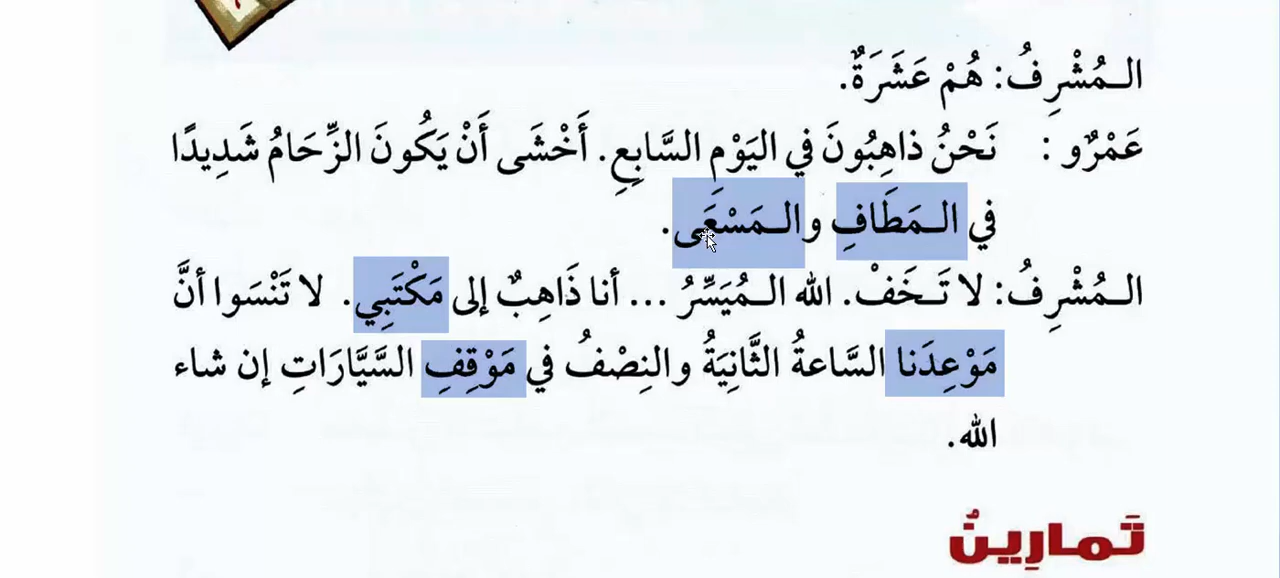 الـمُشْرِفُ: هُمْ عَشَرَةٌ.
عَمْرٌو : نَحْنُ ذاهِبُونَ في اليَوْمِ السَّابِعِ. أَخْشَى أَنْ يَكُونَ الزِّحَامُ شَدِيدًا
في الـمَطَافِ والـمَسْعَى.
الـمُشْرِفُ: لا تَـخَفْ. الله الـمُيَسِّرُ ... أنا ذَاهِبٌ إلى مَكْتَبِي. لا تَنْسَوا أنَّ
مَوْعِدَنا السَّاعةُ الثَّانِيَةُ والنِصْفُ في مَوْقِفِ السَّيَّارَاتِ إن شاء
الله.
تَمارِينُ